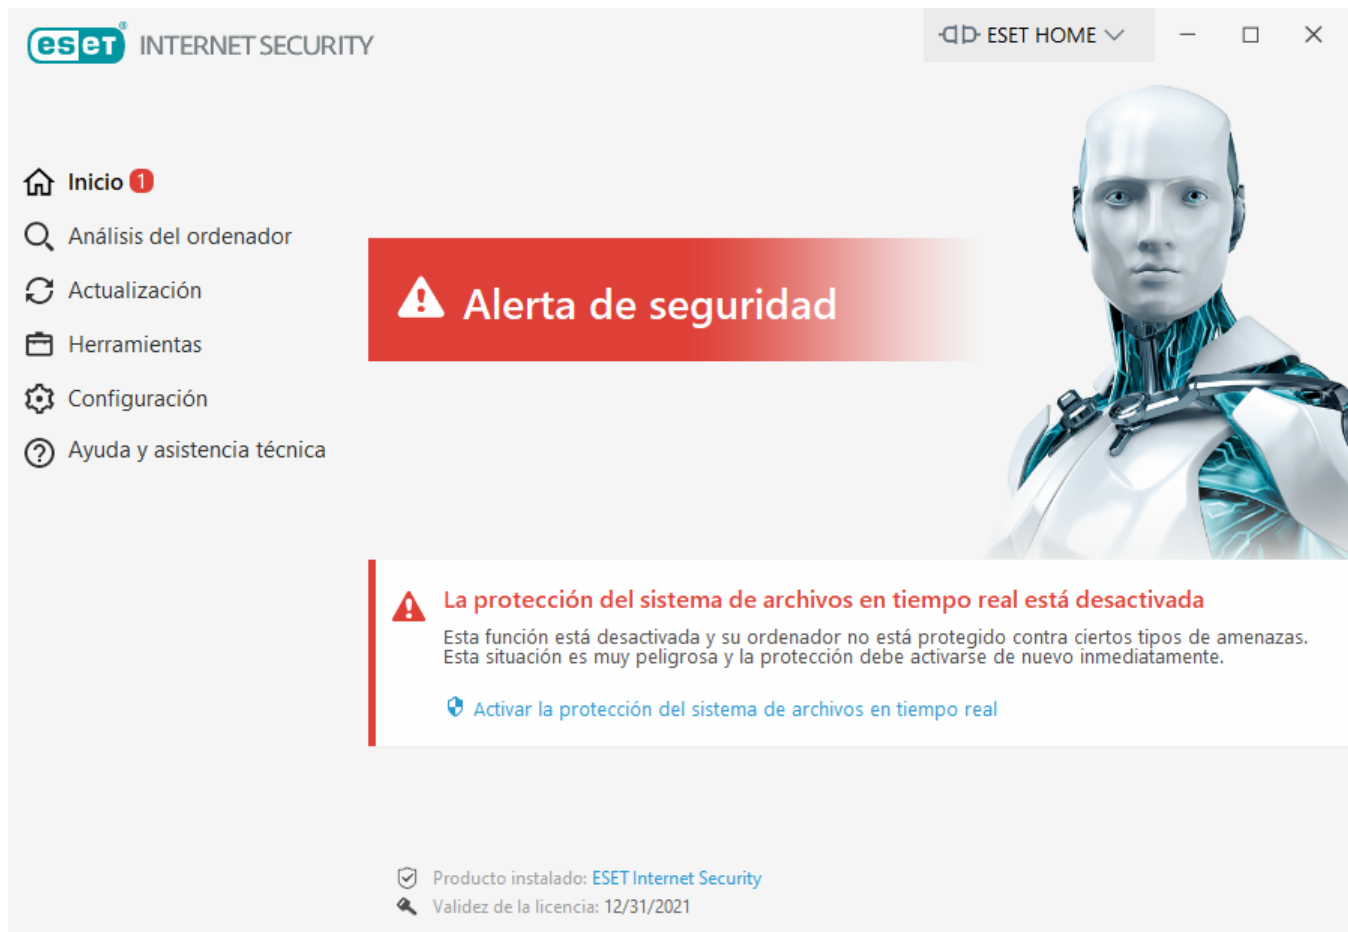 eset® INTERNET SECURITY
ESET HOME
Inicio 1
Análisis del ordenador
Actualización
Herramientas
Configuración
Ayuda y asistencia técnica
Alerta de seguridad
La protección del sistema de archivos en tiempo real está desactivada
Esta función está desactivada y su ordenador no está protegido contra ciertos tipos de amenazas.
Esta situación es muy peligrosa y la protección debe activarse de nuevo inmediatamente.
Activar la protección del sistema de archivos en tiempo real
Producto instalado: ESET Internet Security
Validez de la licencia: 12/31/2021